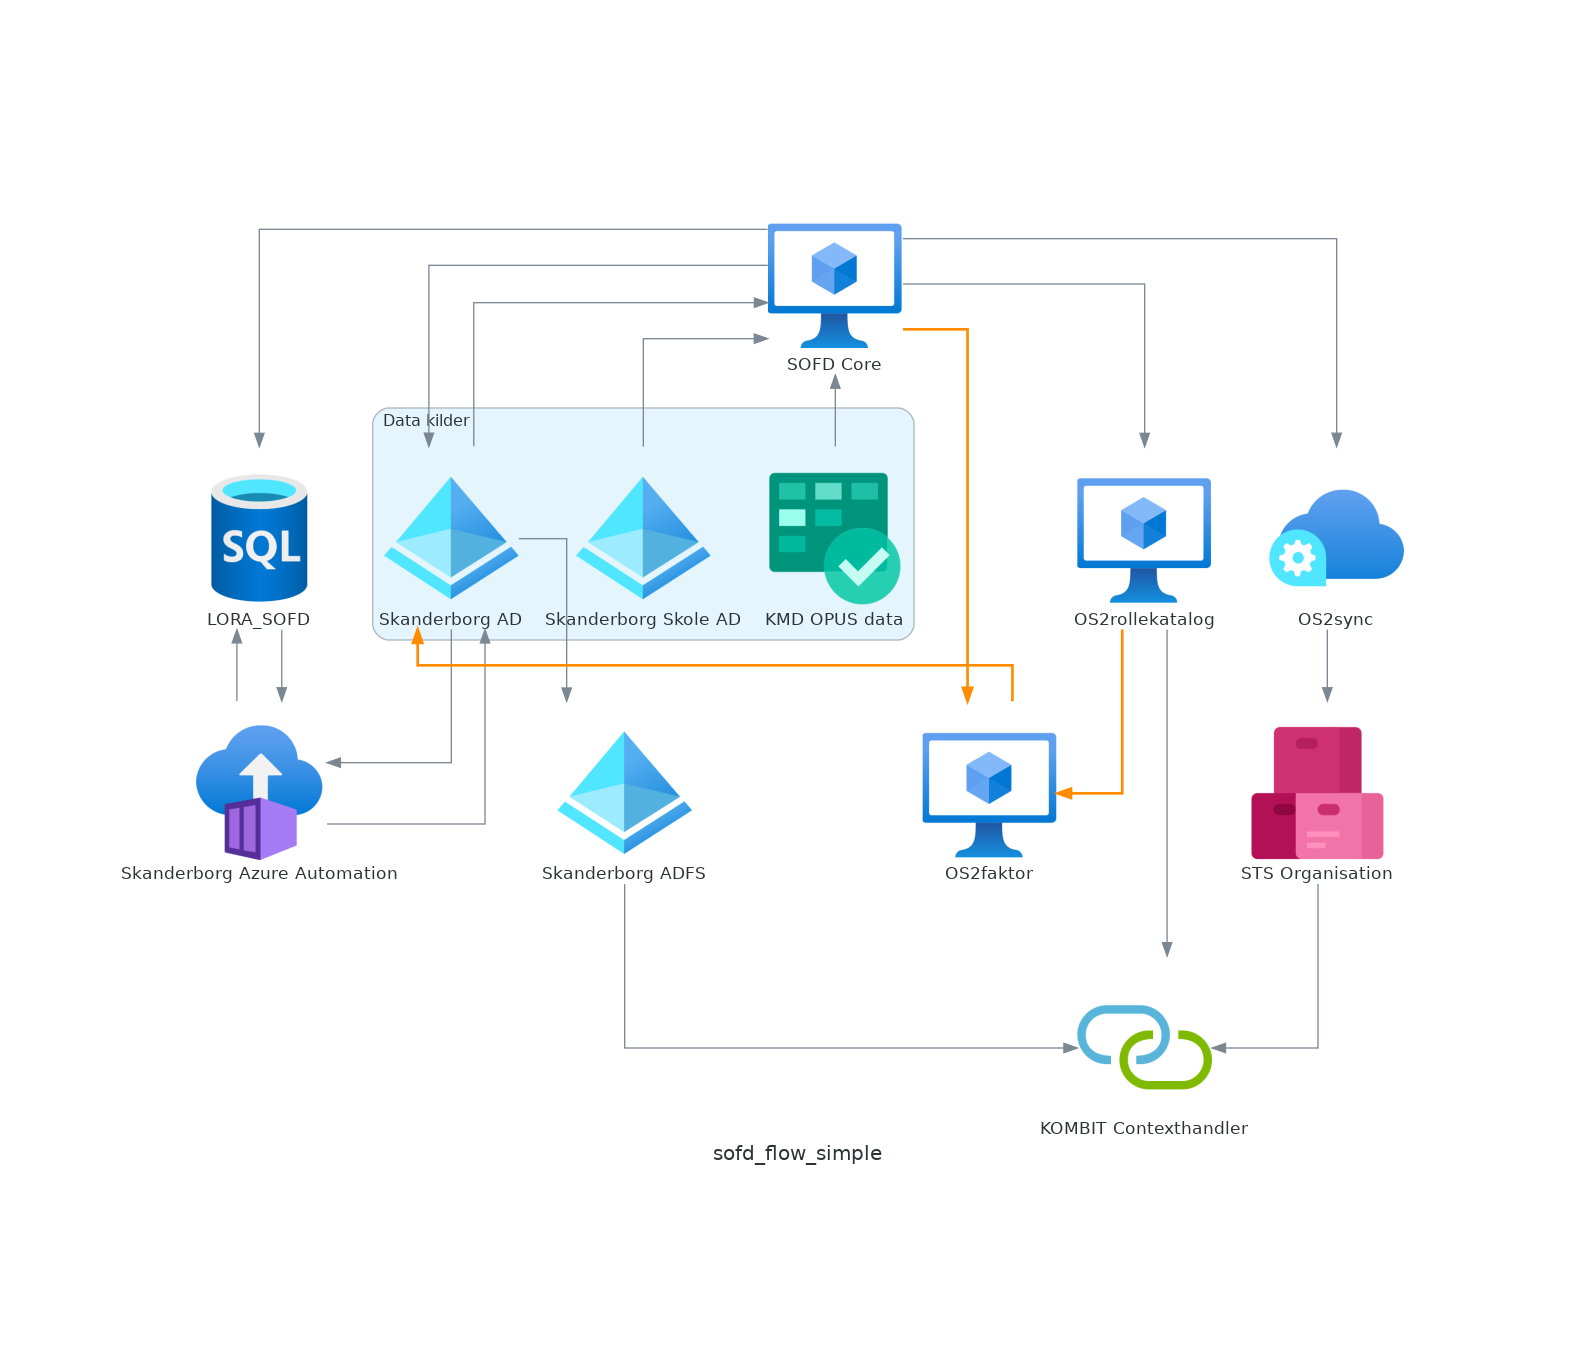 SOFD Core
Data kilder
SQL
LORA_SOFD
Skanderborg AD
Skanderborg Skole AD
KMD OPUS data
OS2rollekatalog
OS2sync
Skanderborg Azure Automation
Skanderborg ADFS
OS2faktor
STS Organisation
KOMBIT Contexthandler
sofd_flow_simple